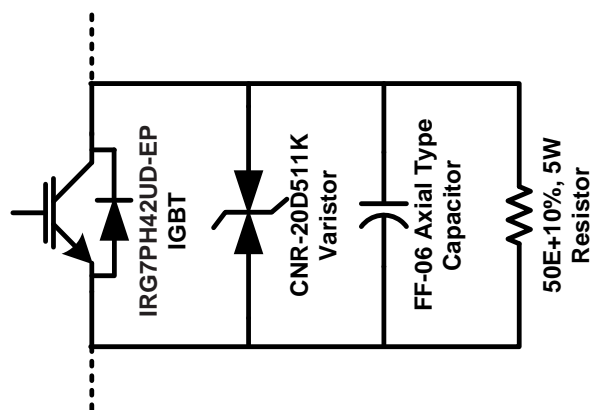 IRG7PH42UD-EP
IGBT
CNR-20D511K
Varistor
FF-06 Axial Type
Capacitor
50E+10%, 5W
Resistor